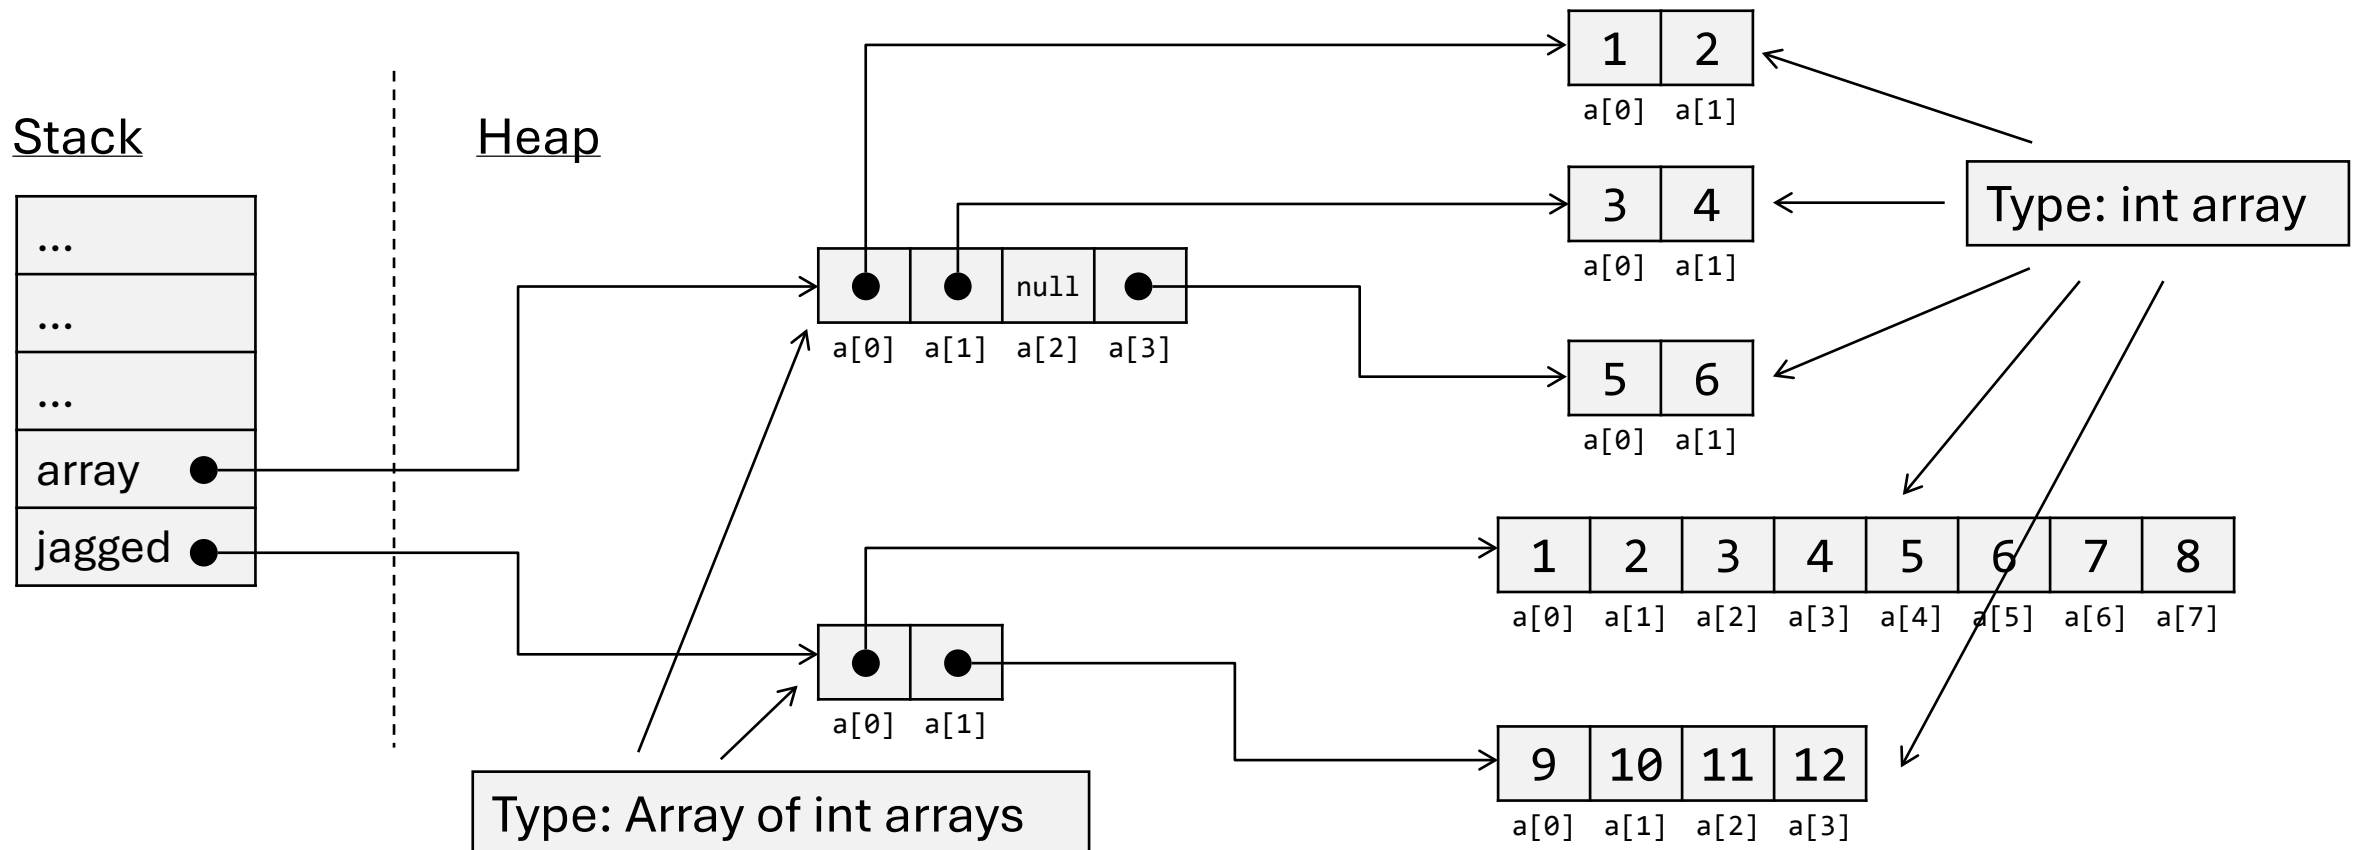 Stack
Heap
...
...
...
array
jagged
null
a[0] a[1] a[2] a[3]
a[0] a[1]
1 2
a[0] a[1]
3 4
a[0] a[1]
5 6
a[0] a[1]
1 2 3 4 5 6 7 8
a[0] a[1] a[2] a[3] a[4] a[5] a[6] a[7]
9 10 11 12
a[0] a[1] a[2] a[3]
Type: int array
Type: Array of int arrays